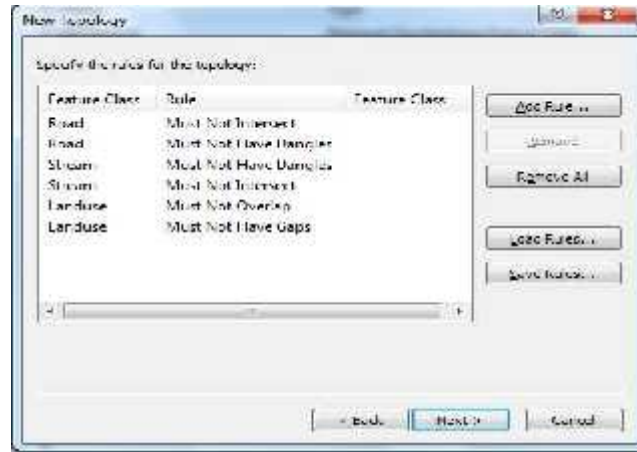 New Topology
Specify the rules for the topology:
Feature Class Rule Feature Class
Road Must Not Intersect
Road Must Not Have Dangles
Stream Must Not Have Dangles
Stream Must Not Intersect
Landuse Must Not Overlap
Landuse Must Not Have Gaps
Add Rule ...
Remove
Remove All
Load Rules...
Save Rules...
< Back Next > Cancel